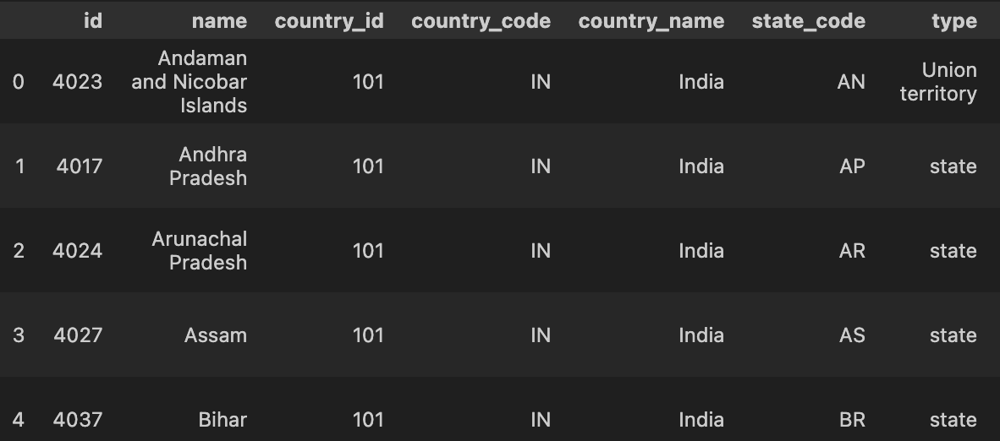 id name country_id country_code country_name state_code type
0 4023 Andaman and Nicobar Islands 101 IN India AN Union territory
1 4017 Andhra Pradesh 101 IN India AP state
2 4024 Arunachal Pradesh 101 IN India AR state
3 4027 Assam 101 IN India AS state
4 4037 Bihar 101 IN India BR state